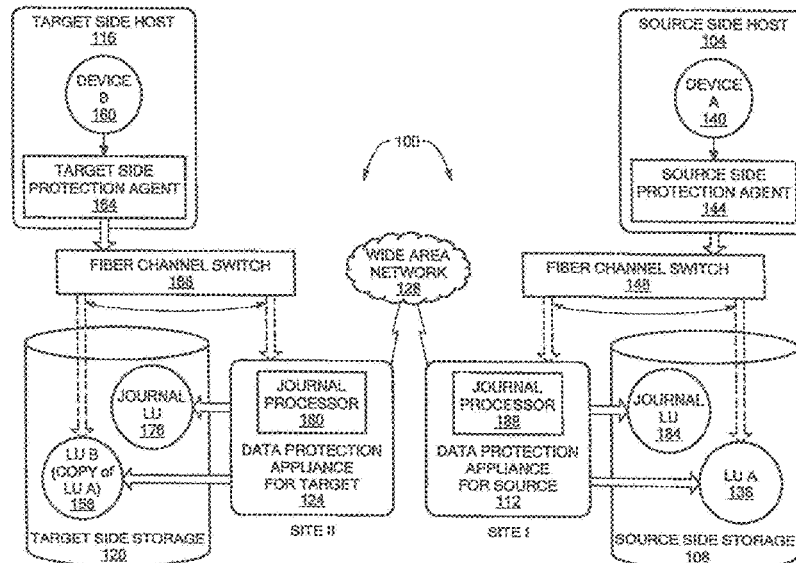 TARGET SIDE HOST
116
DEVICE
B
160
TARGET SIDE
PROTECTION AGENT
164
FIBER CHANNEL SWITCH
168
JOURNAL
LU
176
LU B
(COPY of
LU A)
156
TARGET SIDE STORAGE
120
JOURNAL
PROCESSOR
180
DATA PROTECTION
APPLIANCE
FOR TARGET
124
SITE II
100
WIDE AREA
NETWORK
128
SOURCE SIDE HOST
104
DEVICE
A
140
SOURCE SIDE
PROTECTION AGENT
144
FIBER CHANNEL SWITCH
148
JOURNAL
PROCESSOR
188
DATA PROTECTION
APPLIANCE
FOR SOURCE
112
SITE I
JOURNAL
LU
184
LU A
136
SOURCE SIDE STORAGE
108